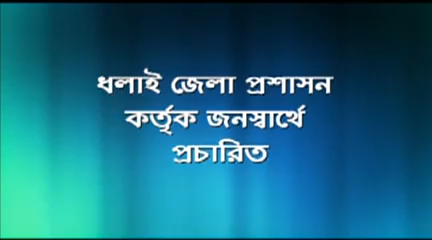 ধলাই জেলা প্রশাসন
কর্তৃক জনস্বার্থে
প্রচারিত